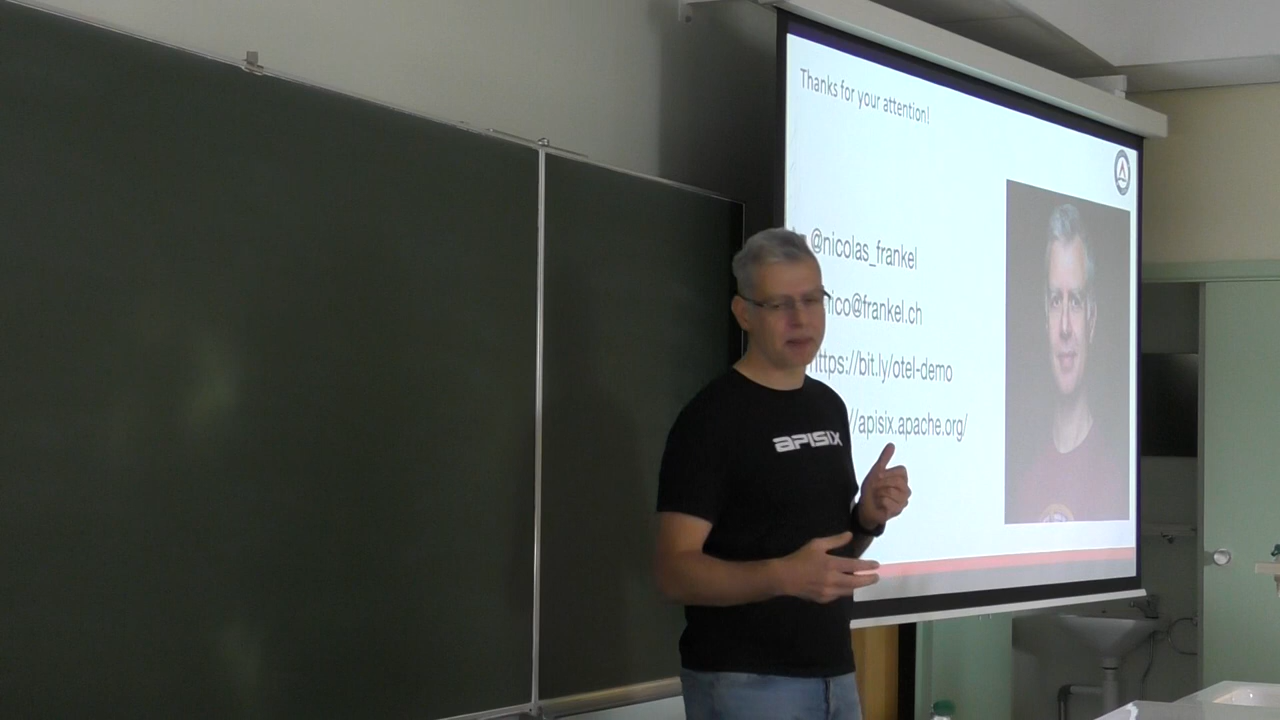 Thanks for your attention!
@nicolas_frankel
nico@frankel.ch
https://bit.ly/otel-demo
//apisix.apache.org/
APISIX